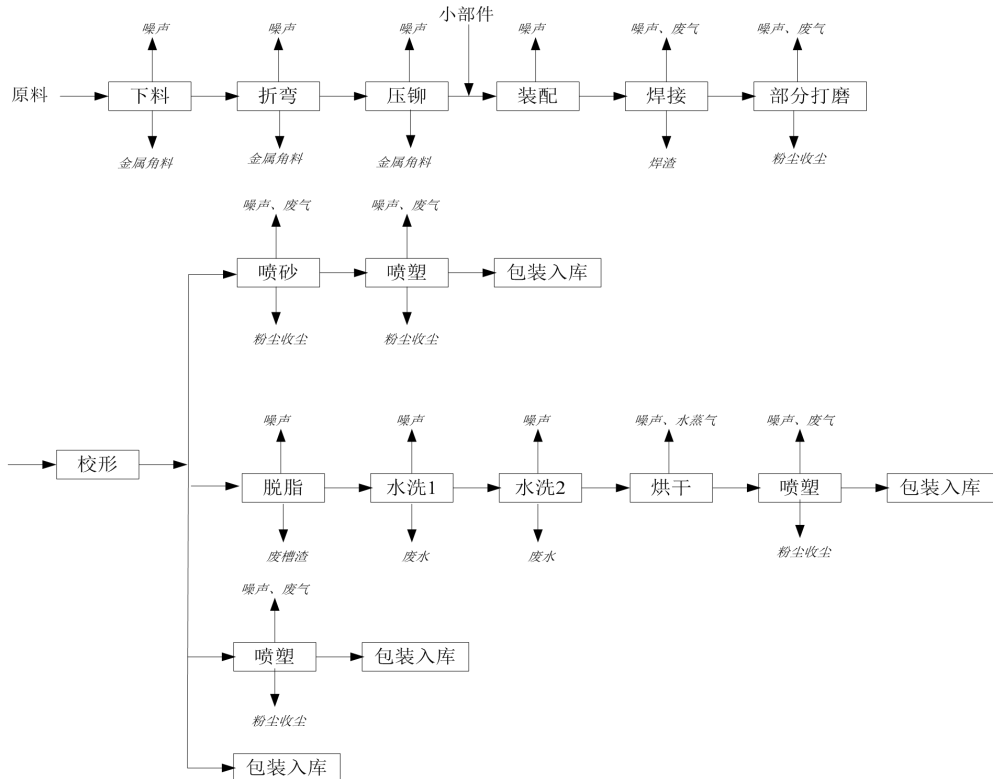 小部件
噪声 噪声 噪声 噪声 噪声、废气 噪声、废气
原料 下料 折弯 压铆 装配 焊接 部分打磨
金属角料 金属角料 金属角料 焊渣 粉尘收尘
噪声、废气 噪声、废气
喷砂 喷塑 包装入库
粉尘收尘 粉尘收尘
噪声 噪声 噪声 噪声、水蒸气 噪声、废气
校形
脱脂 水洗1 水洗2 烘干 喷塑 包装入库
废槽渣 废水 废水 粉尘收尘
噪声、废气
喷塑 包装入库
粉尘收尘
包装入库